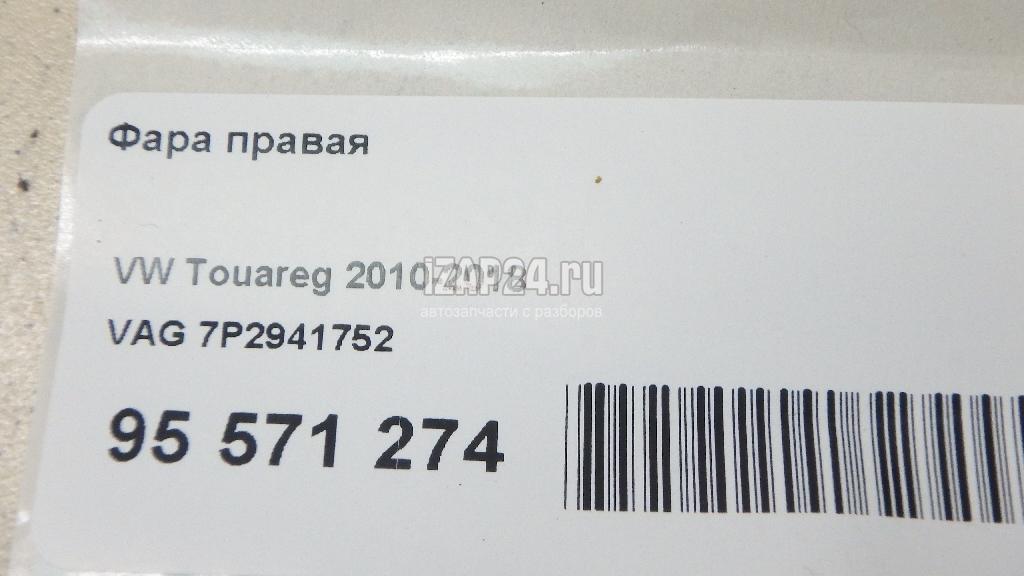 Фара правая
VW Touareg 2010-2018
iZAP24.ru
автозапчасти с разборов
VAG 7P2941752
95 571 274